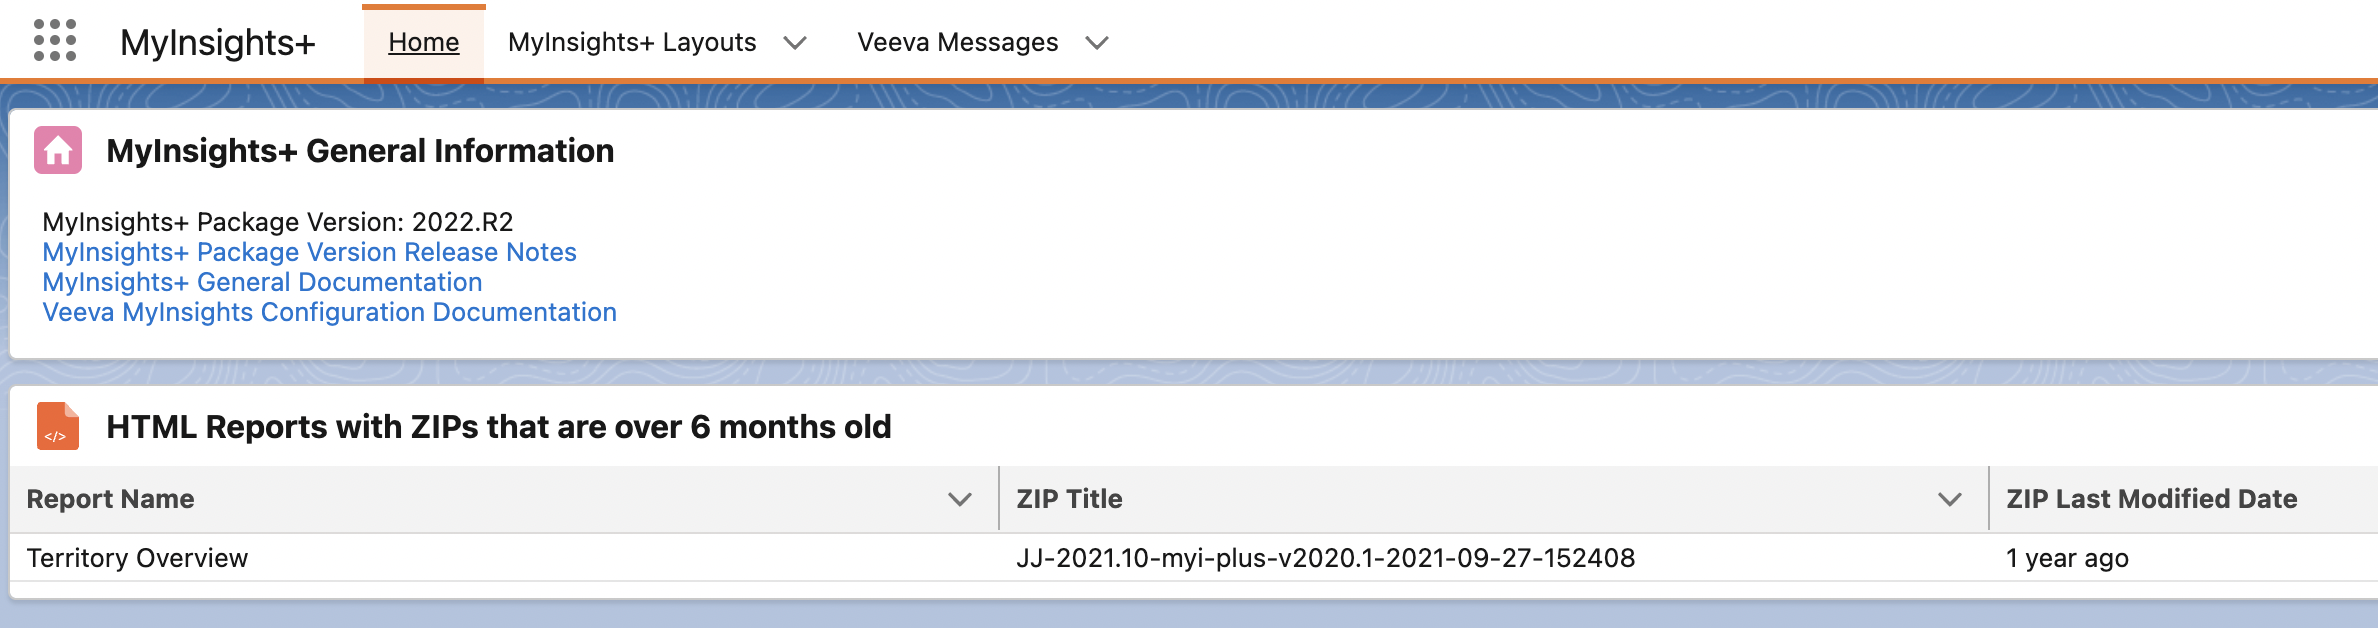 MyInsights+ Home MyInsights+ Layouts Veeva Messages
MyInsights+ General Information
MyInsights+ Package Version: 2022.R2
MyInsights+ Package Version Release Notes
MyInsights+ General Documentation
Veeva MyInsights Configuration Documentation
</> HTML Reports with ZIPs that are over 6 months old
Report Name ZIP Title ZIP Last Modified Date
Territory Overview JJ-2021.10-myi-plus-v2020.1-2021-09-27-152408 1 year ago